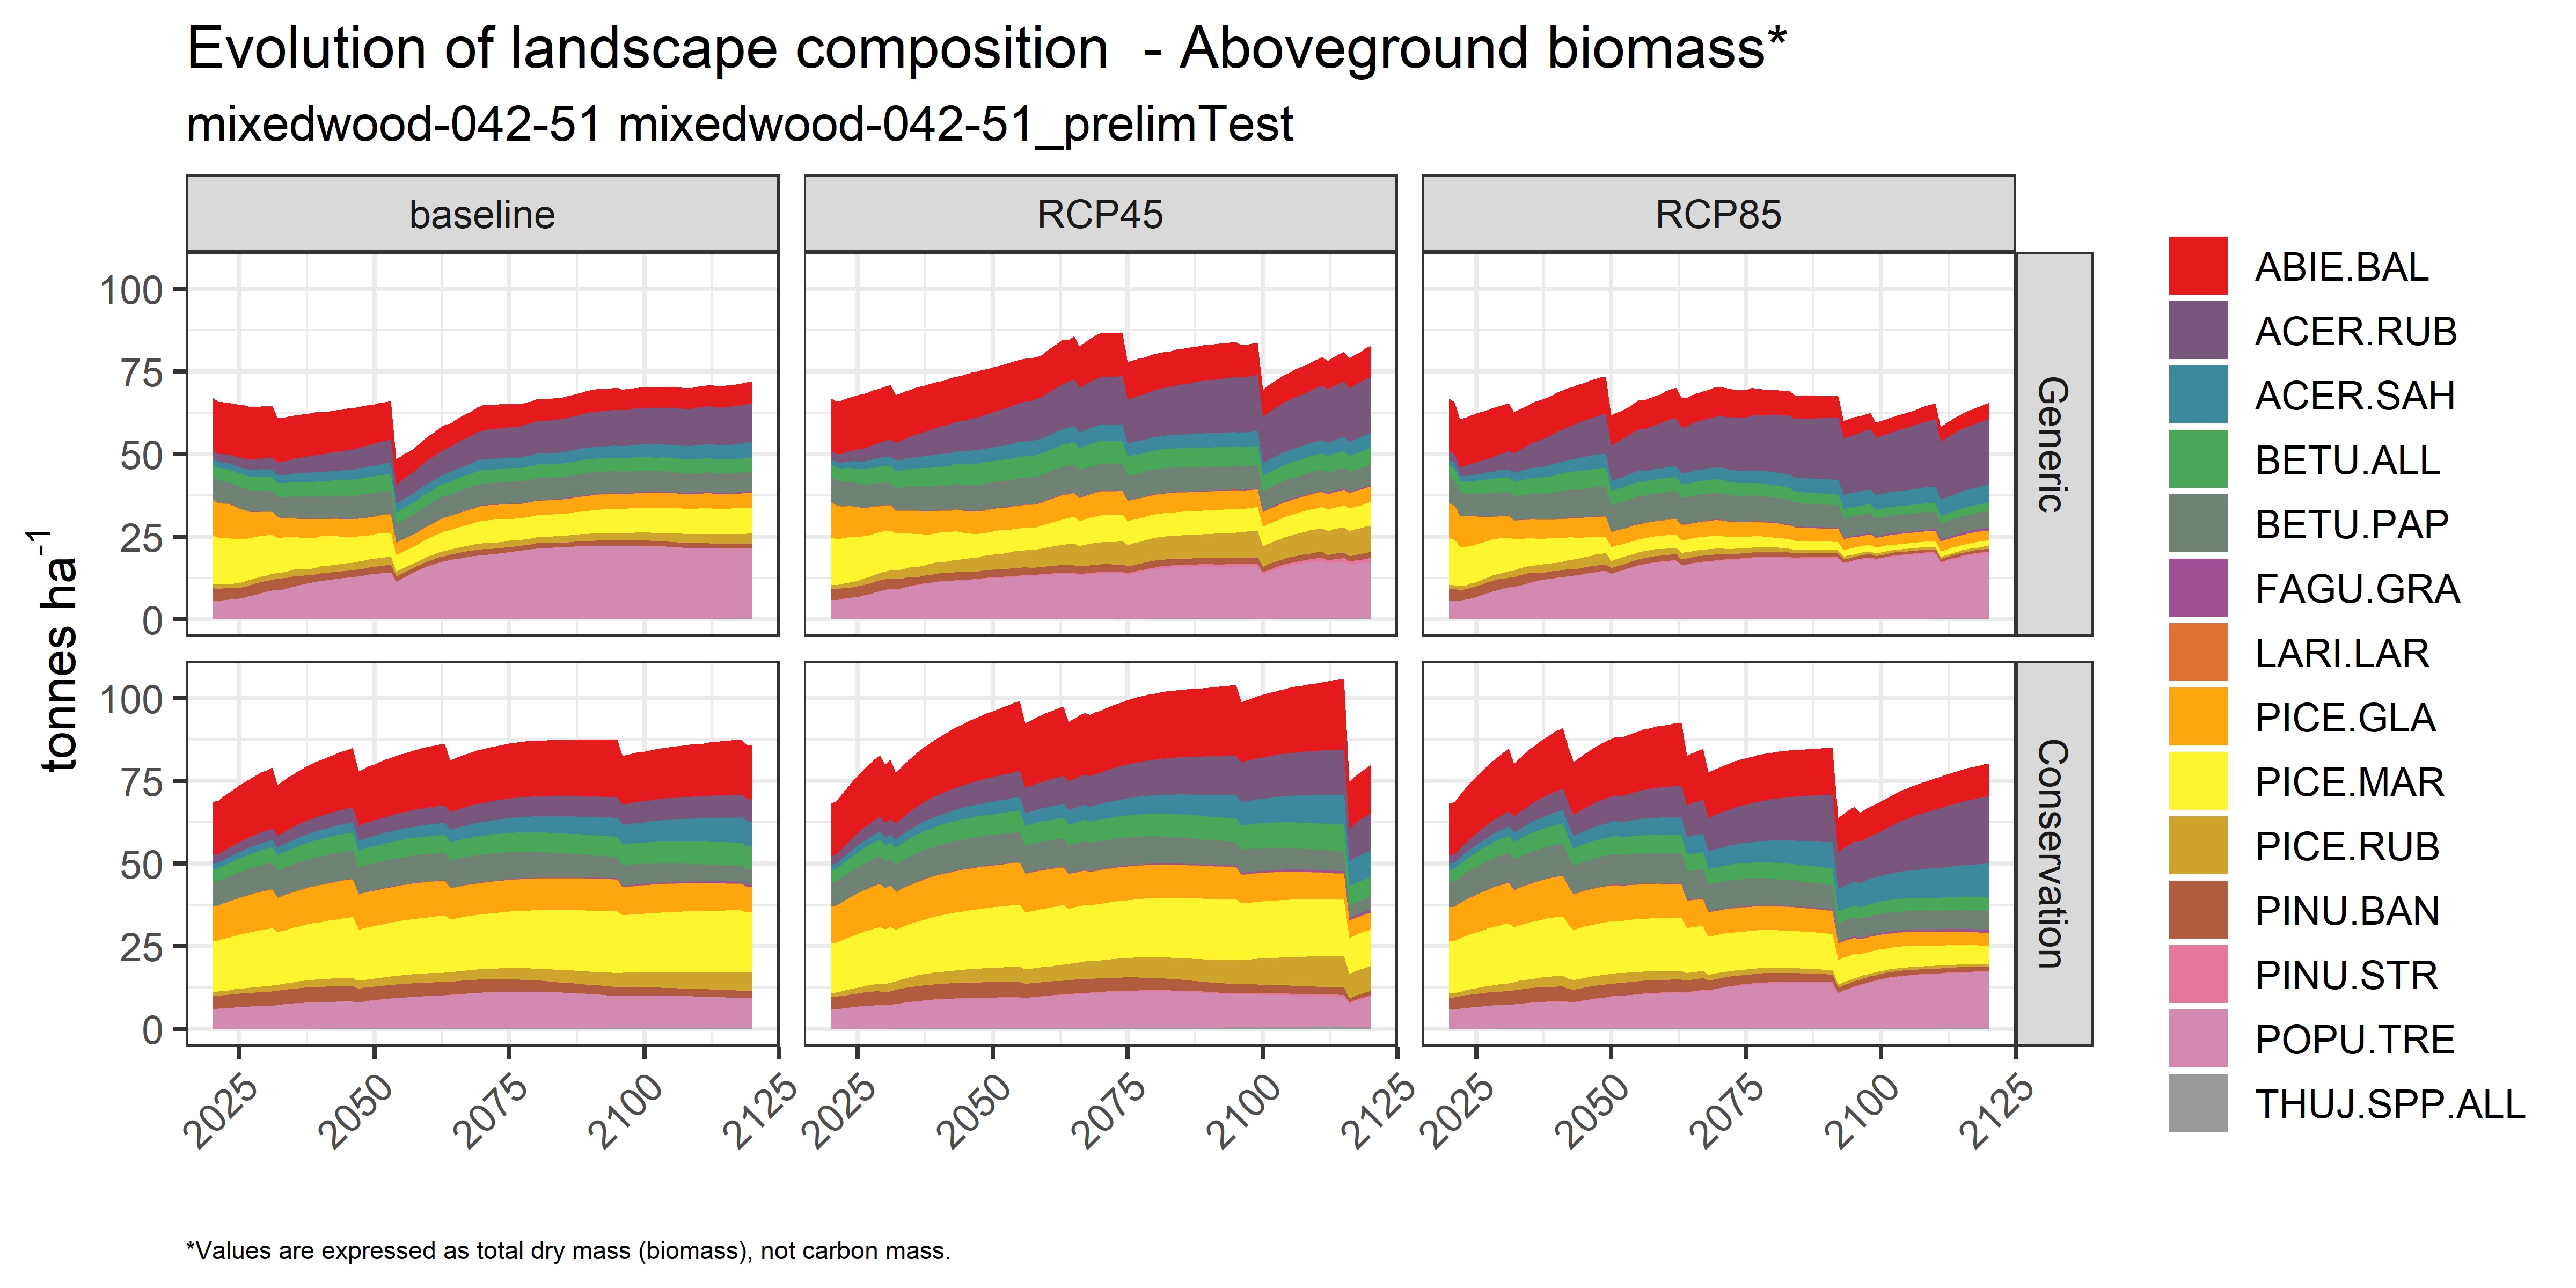 Evolution of landscape composition  - Aboveground biomass*
mixedwood-042-51 mixedwood-042-51_prelimTest
baseline
RCP45
RCP85
tonnes ha-1
100
75
50
25
0
Generic
100
75
50
25
0
Conservation
2025
2050
2075
2100
2125
2025
2050
2075
2100
2125
2025
2050
2075
2100
2125
ABIE.BAL
ACER.RUB
ACER.SAH
BETU.ALL
BETU.PAP
FAGU.GRA
LARI.LAR
PICE.GLA
PICE.MAR
PICE.RUB
PINU.BAN
PINU.STR
POPU.TRE
THUJ.SPP.ALL
*Values are expressed as total dry mass (biomass), not carbon mass.